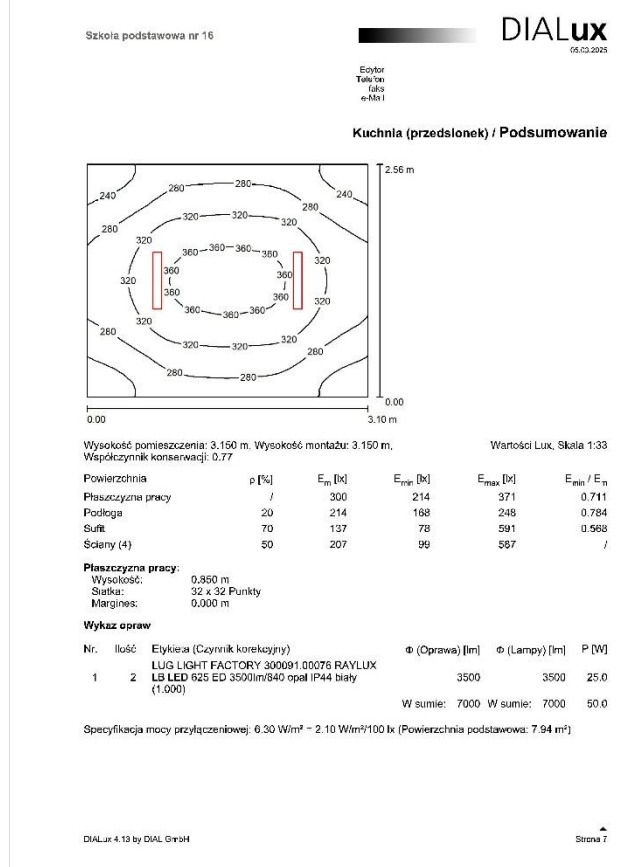 Szkoła podstawowa nr 16
DIALux
05.03.2025
Edytor
Telefon
faks
e-Mail
Kuchnia (przedsionek) / Podsumowanie
2.56 m
240 280 280 240
280 280
320 320 320 320
320 360 360 360 360 320
360 360
320 360 360 320
360 360 360 360
320 320 320 320
280 280
280 280
0.00
0.00 3.10 m
Wysokość pomieszczenia: 3.150 m, Wysokość montażu: 3.150 m, Wartości Lux, Skala 1:33
Współczynnik konserwacji: 0.77
Powierzchnia ρ [%] Em [lx] Emin [lx] Emax [lx] Emin / Em
Płaszczyzna pracy / 300 214 371 0.711
Podłoga 20 214 168 248 0.784
Sufit 70 137 78 591 0.568
Ściany (4) 50 207 99 587 /
Płaszczyzna pracy:
Wysokość: 0.850 m
Siatka: 32 x 32 Punkty
Margines: 0.000 m
Wykaz opraw
Nr. Ilość Etykieta (Czynnik korekcyjny) Φ (Oprawa) [lm] Φ (Lampy) [lm] P [W]
LUG LIGHT FACTORY 300091.00076 RAYLUX
1 2 LB LED 625 ED 3500lm/840 opal IP44 biały 3500 3500 25.0
(1.000)
W sumie: 7000 W sumie: 7000 50.0
Specyfikacja mocy przyłączeniowej: 6.30 W/m² = 2.10 W/m²/100 lx (Powierzchnia podstawowa: 7.94 m²)
DIALux 4.13 by DIAL GmbH Strona 7